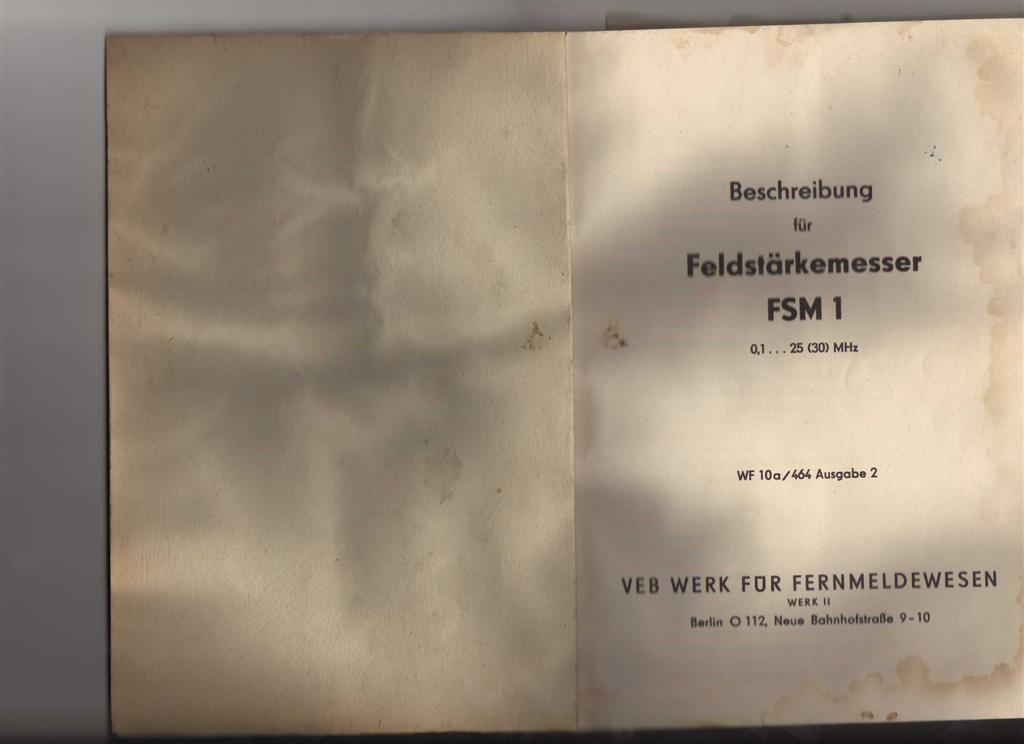 Beschreibung
für
Feldstärkemesser
FSM 1
0,1 . . . 25 (30) MHz
WF 10a/464 Ausgabe 2
VEB WERK FÜR FERNMELDEWESEN
WERK II
Berlin O 112, Neue Bahnhofstraße 9-10